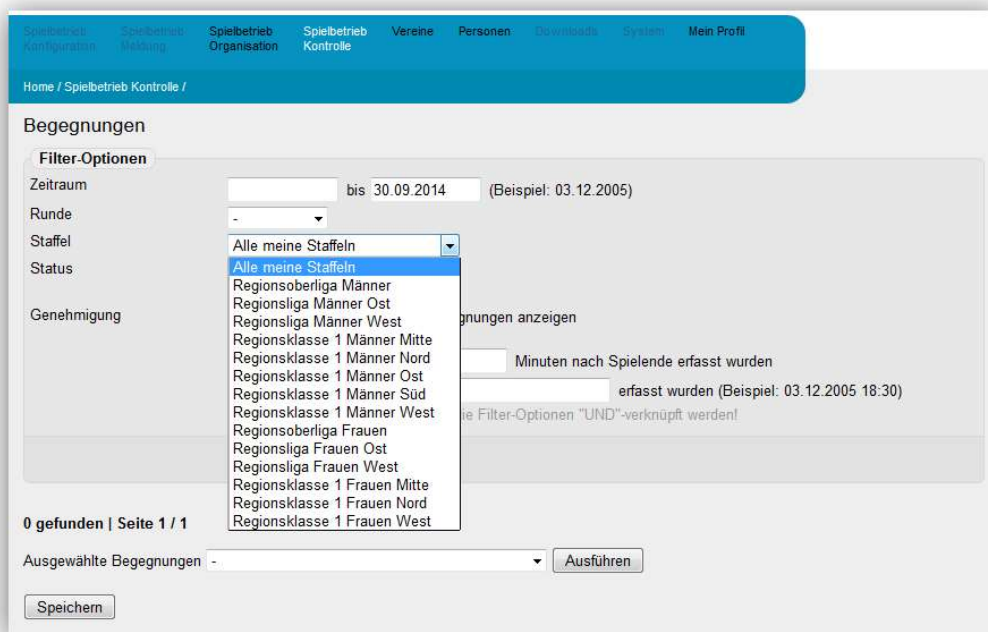 Spielbetrieb Konfiguration
Spielbetrieb Meldung
Spielbetrieb Organisation
Spielbetrieb Kontrolle
Vereine
Personen
Downloads
System
Mein Profil
Home / Spielbetrieb Kontrolle /
Begegnungen
Filter-Optionen
Zeitraum bis 30.09.2014 (Beispiel: 03.12.2005)
Runde -
Staffel Alle meine Staffeln
Status
Alle meine Staffeln
Regionsoberliga Männer
Regionsliga Männer Ost
Regionsliga Männer West
Regionsklasse 1 Männer Mitte
Regionsklasse 1 Männer Nord
Regionsklasse 1 Männer Ost
Regionsklasse 1 Männer Süd
Regionsklasse 1 Männer West
Regionsoberliga Frauen
Regionsliga Frauen Ost
Regionsliga Frauen West
Regionsklasse 1 Frauen Mitte
Regionsklasse 1 Frauen Nord
Regionsklasse 1 Frauen West
Genehmigung gnungen anzeigen
Minuten nach Spielende erfasst wurden
erfasst wurden (Beispiel: 03.12.2005 18:30)
ie Filter-Optionen "UND"-verknüpft werden!
0 gefunden | Seite 1 / 1
Ausgewählte Begegnungen - Ausführen
Speichern